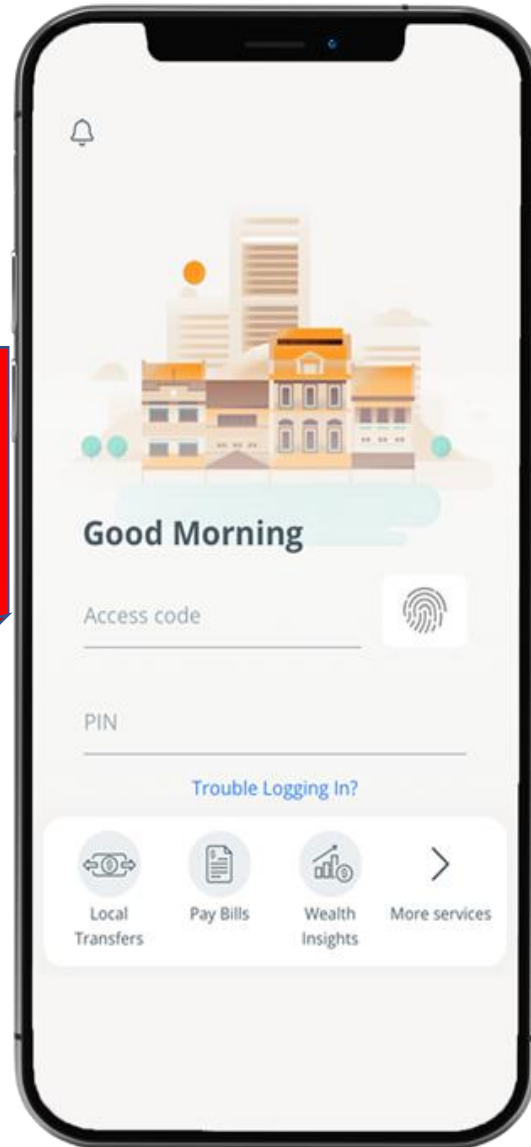 Good Morning
Access code
PIN
Trouble Logging In?
Local
Transfers
Pay Bills
Wealth
Insights
More services